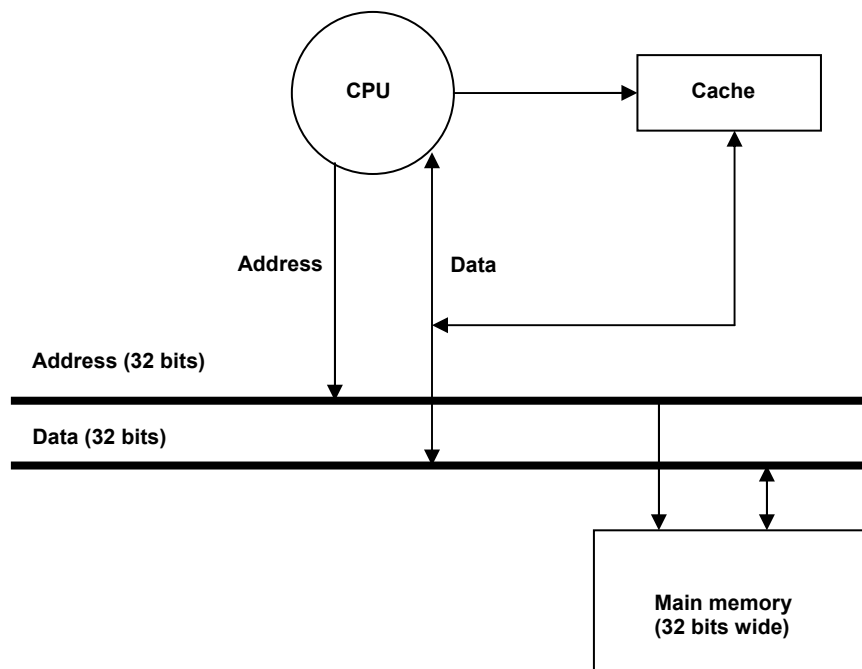 CPU
Cache
Address
Data
Address (32 bits)
Data (32 bits)
Main memory
(32 bits wide)